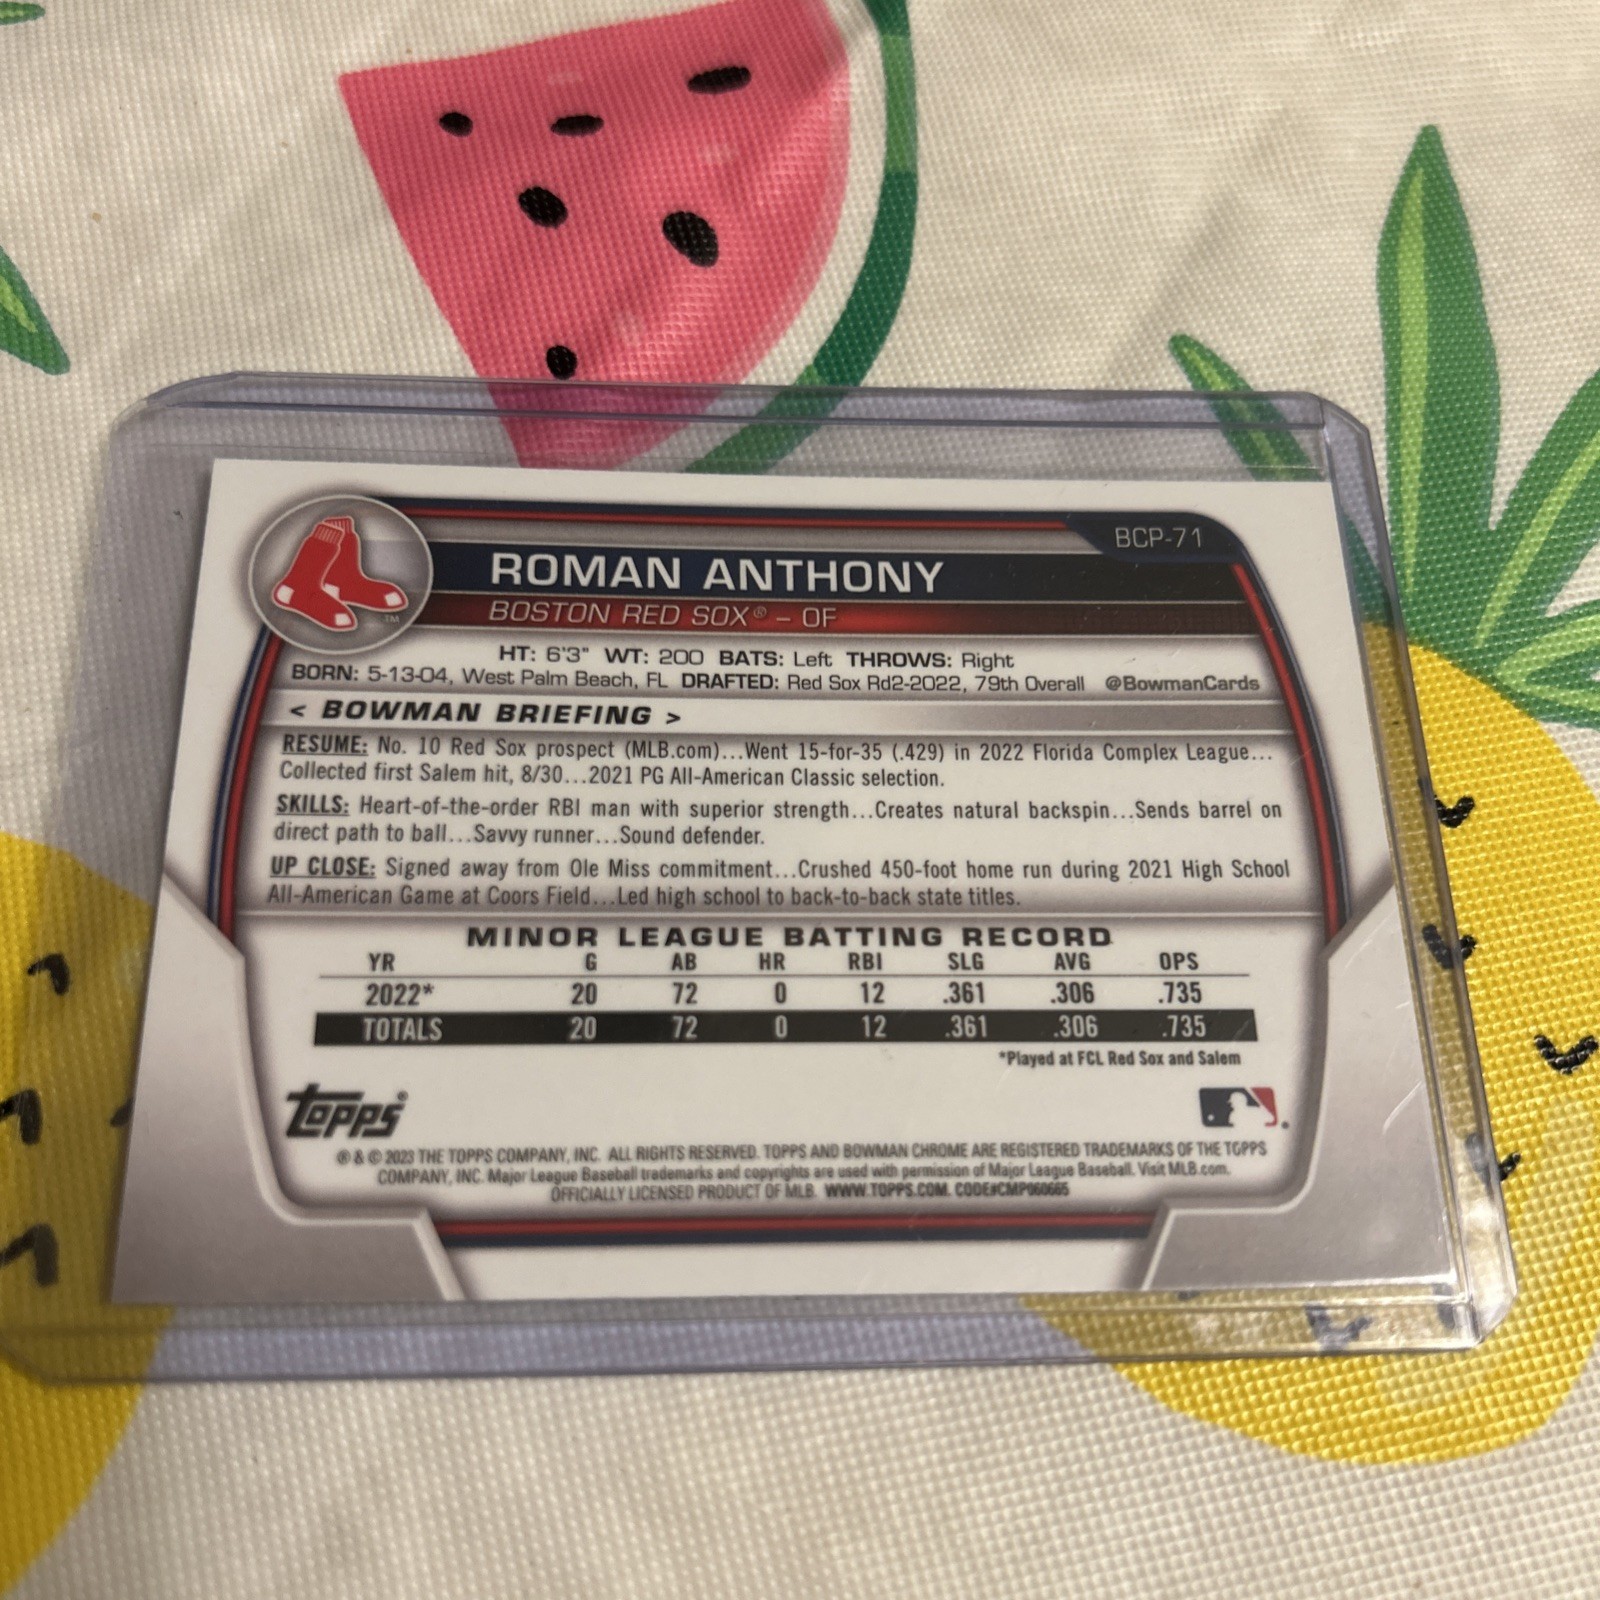 BCP-71
ROMAN ANTHONY
BOSTON RED SOX® – OF
HT: 6'3" WT: 200 BATS: Left THROWS: Right
BORN: 5-13-04, West Palm Beach, FL DRAFTED: Red Sox Rd2-2022, 79th Overall @BowmanCards
< BOWMAN BRIEFING >
RESUME: No. 10 Red Sox prospect (MLB.com)...Went 15-for-35 (.429) in 2022 Florida Complex League...
Collected first Salem hit, 8/30...2021 PG All-American Classic selection.
SKILLS: Heart-of-the-order RBI man with superior strength...Creates natural backspin...Sends barrel on
direct path to ball...Savvy runner...Sound defender.
UP CLOSE: Signed away from Ole Miss commitment...Crushed 450-foot home run during 2021 High School
All-American Game at Coors Field...Led high school to back-to-back state titles.
MINOR LEAGUE BATTING RECORD
YR G AB HR RBI SLG AVG OPS
2022* 20 72 0 12 .361 .306 .735
TOTALS 20 72 0 12 .361 .306 .735
*Played at FCL Red Sox and Salem
Topps®
® & © 2023 THE TOPPS COMPANY, INC. ALL RIGHTS RESERVED. TOPPS AND BOWMAN CHROME ARE REGISTERED TRADEMARKS OF THE TOPPS
COMPANY, INC. Major League Baseball trademarks and copyrights are used with permission of Major League Baseball. Visit MLB.com.
OFFICIALLY LICENSED PRODUCT OF MLB. WWW.TOPPS.COM. CODE#CMP060665